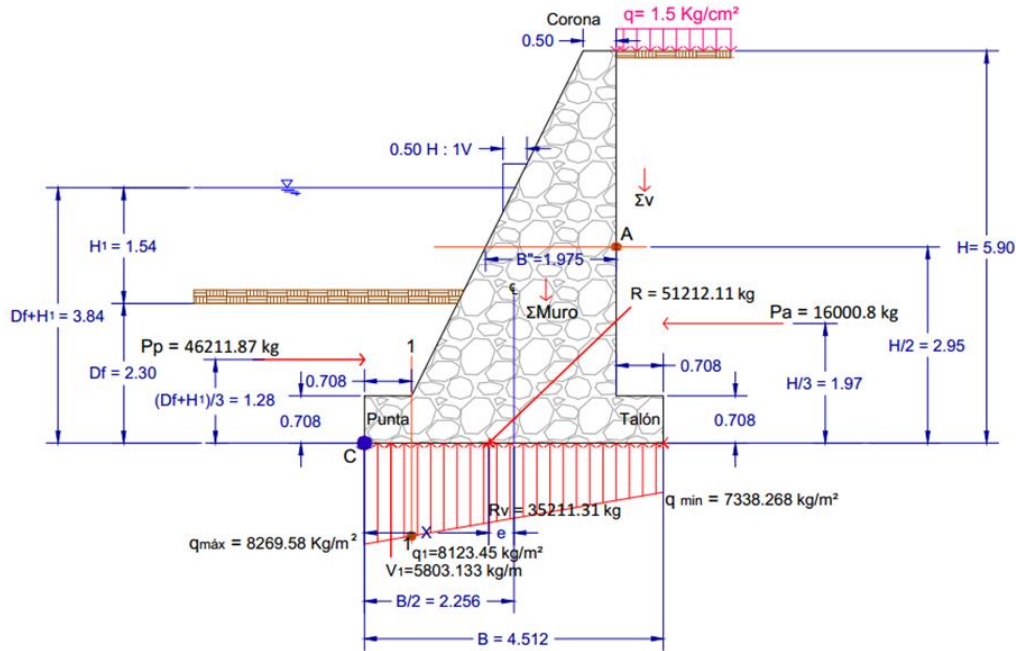 Corona
q= 1.5 Kg/cm²
0.50
0.50 H : 1V
Σv
H¹ = 1.54
A
B"=1.975
H= 5.90
℄
R = 51212.11 kg
ΣMuro
Pa = 16000.8 kg
Df+H¹ = 3.84
Pp = 46211.87 kg
1
H/2 = 2.95
Df = 2.30
0.708
0.708
(Df+H¹)/3 = 1.28
H/3 = 1.97
0.708
Punta
Talón
0.708
C
q min = 7338.268 kg/m²
Rv = 35211.31 kg
X
e
qmáx = 8269.58 Kg/m²
1
q1=8123.45 kg/m²
V1=5803.133 kg/m
B/2 = 2.256
B = 4.512